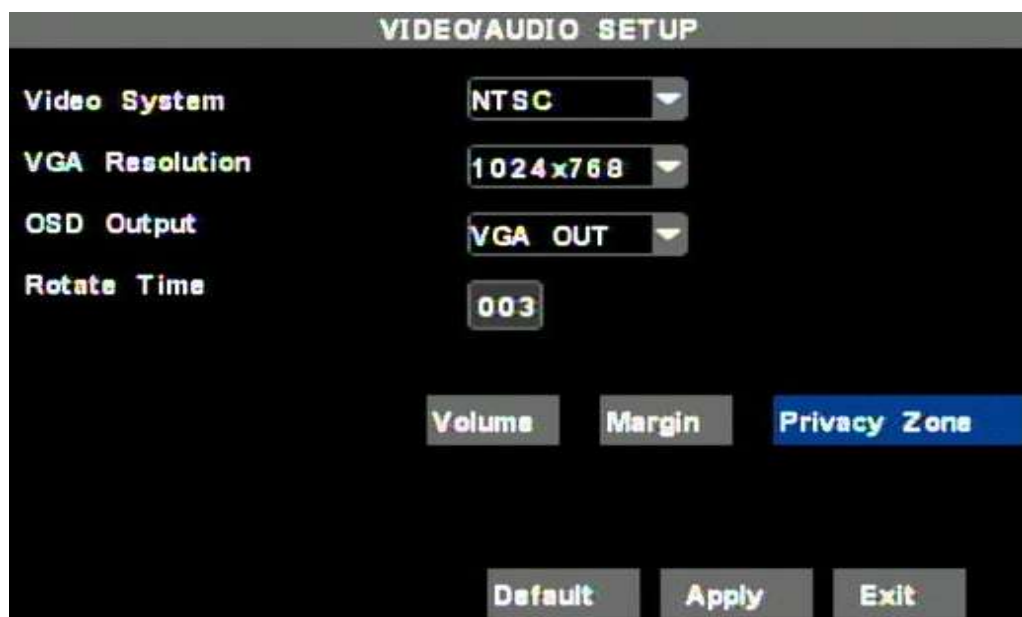 VIDEO/AUDIO SETUP
Video System NTSC
VGA Resolution 1024x768
OSD Output VGA OUT
Rotate Time 003
Volume Margin Privacy Zone
Default Apply Exit